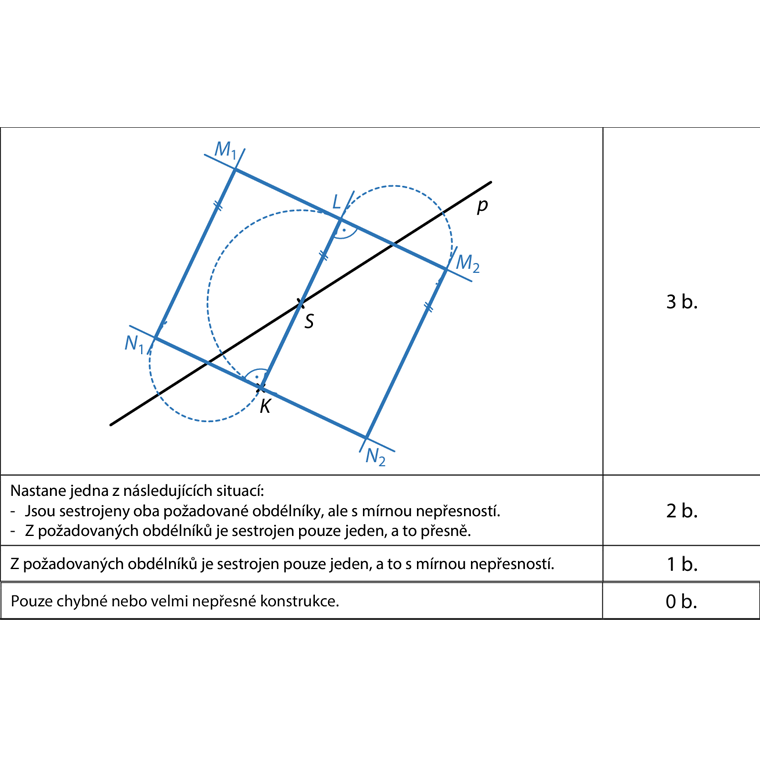 M1
L
p
M2
S
N1
K
N2
3 b.
Nastane jedna z následujících situací:
- Jsou sestrojeny oba požadované obdélníky, ale s mírnou nepřesností.
- Z požadovaných obdélníků je sestrojen pouze jeden, a to přesně.
2 b.
Z požadovaných obdélníků je sestrojen pouze jeden, a to s mírnou nepřesností.
1 b.
Pouze chybné nebo velmi nepřesné konstrukce.
0 b.